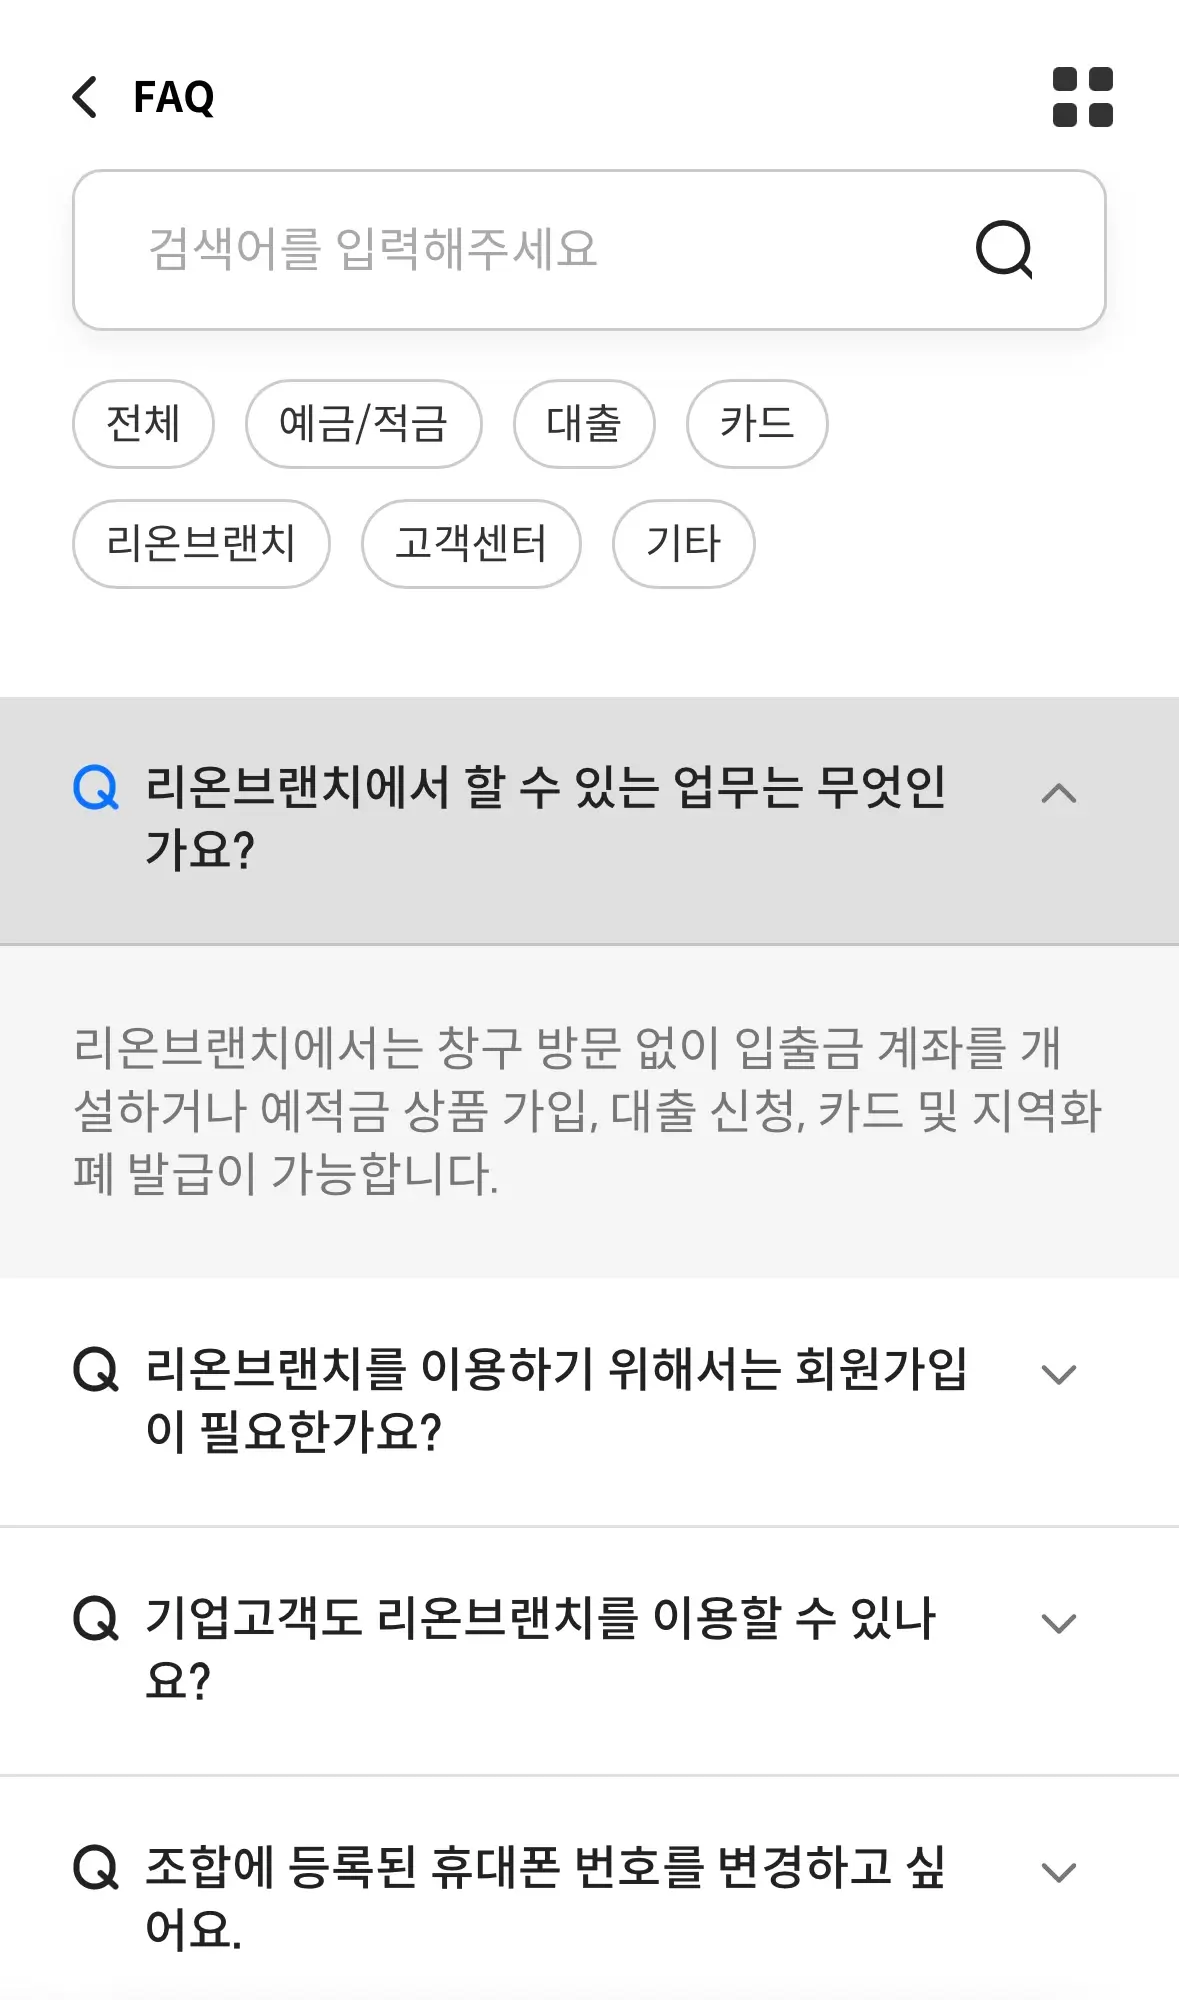 FAQ
검색어를 입력해주세요
전체 예금/적금 대출 카드
리온브랜치 고객센터 기타
Q 리온브랜치에서 할 수 있는 업무는 무엇인
가요?
리온브랜치에서는 창구 방문 없이 입출금 계좌를 개
설하거나 예적금 상품 가입, 대출 신청, 카드 및 지역화
폐 발급이 가능합니다.
Q 리온브랜치를 이용하기 위해서는 회원가입
이 필요한가요?
Q 기업고객도 리온브랜치를 이용할 수 있나
요?
Q 조합에 등록된 휴대폰 번호를 변경하고 싶
어요.